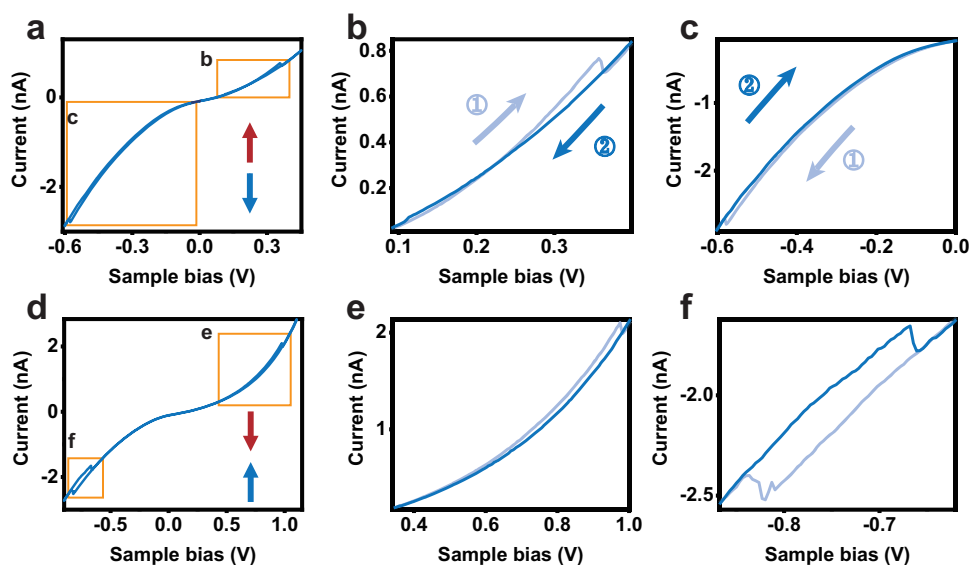 a b c
Current (nA)
0
-2
b
c
-0.6 -0.3 0.0 0.3
Sample bias (V)
Current (nA)
0.8
0.6
0.4
0.2
①
②
0.1 0.2 0.3
Sample bias (V)
Current (nA)
-1
-2
②
①
-0.6 -0.4 -0.2 0.0
Sample bias (V)
d e f
Current (nA)
2
0
-2
e
f
-0.5 0.0 0.5 1.0
Sample bias (V)
Current (nA)
2
1
0.4 0.6 0.8 1.0
Sample bias (V)
Current (nA)
-2.0
-2.5
-0.8 -0.7
Sample bias (V)